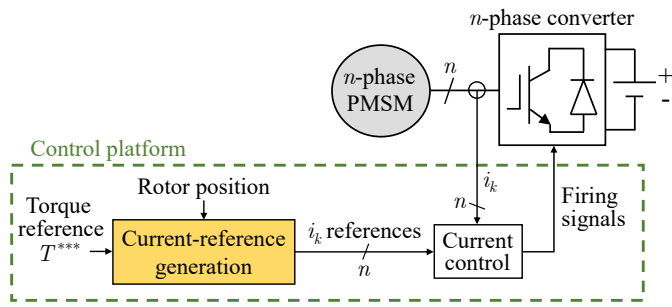 n-phase converter
n-phase
PMSM
n
+
-
Control platform
Rotor position
i_k
n
Firing
signals
Torque
reference
T***
Current-reference
generation
i_k references
n
Current
control